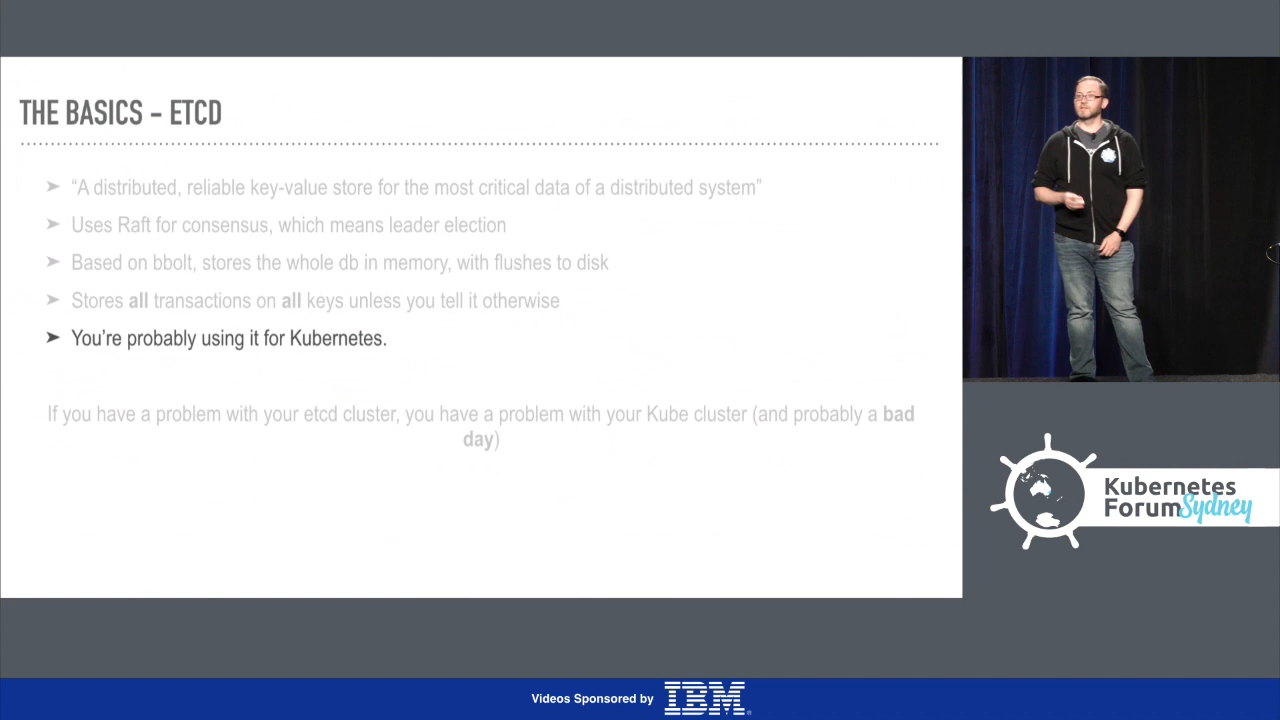 THE BASICS – ETCD
➤ “A distributed, reliable key-value store for the most critical data of a distributed system”
➤ Uses Raft for consensus, which means leader election
➤ Based on bbolt, stores the whole db in memory, with flushes to disk
➤ Stores all transactions on all keys unless you tell it otherwise
➤ You’re probably using it for Kubernetes.
If you have a problem with your etcd cluster, you have a problem with your Kube cluster (and probably a bad
day)
Kubernetes
Forum Sydney
Videos Sponsored by IBM